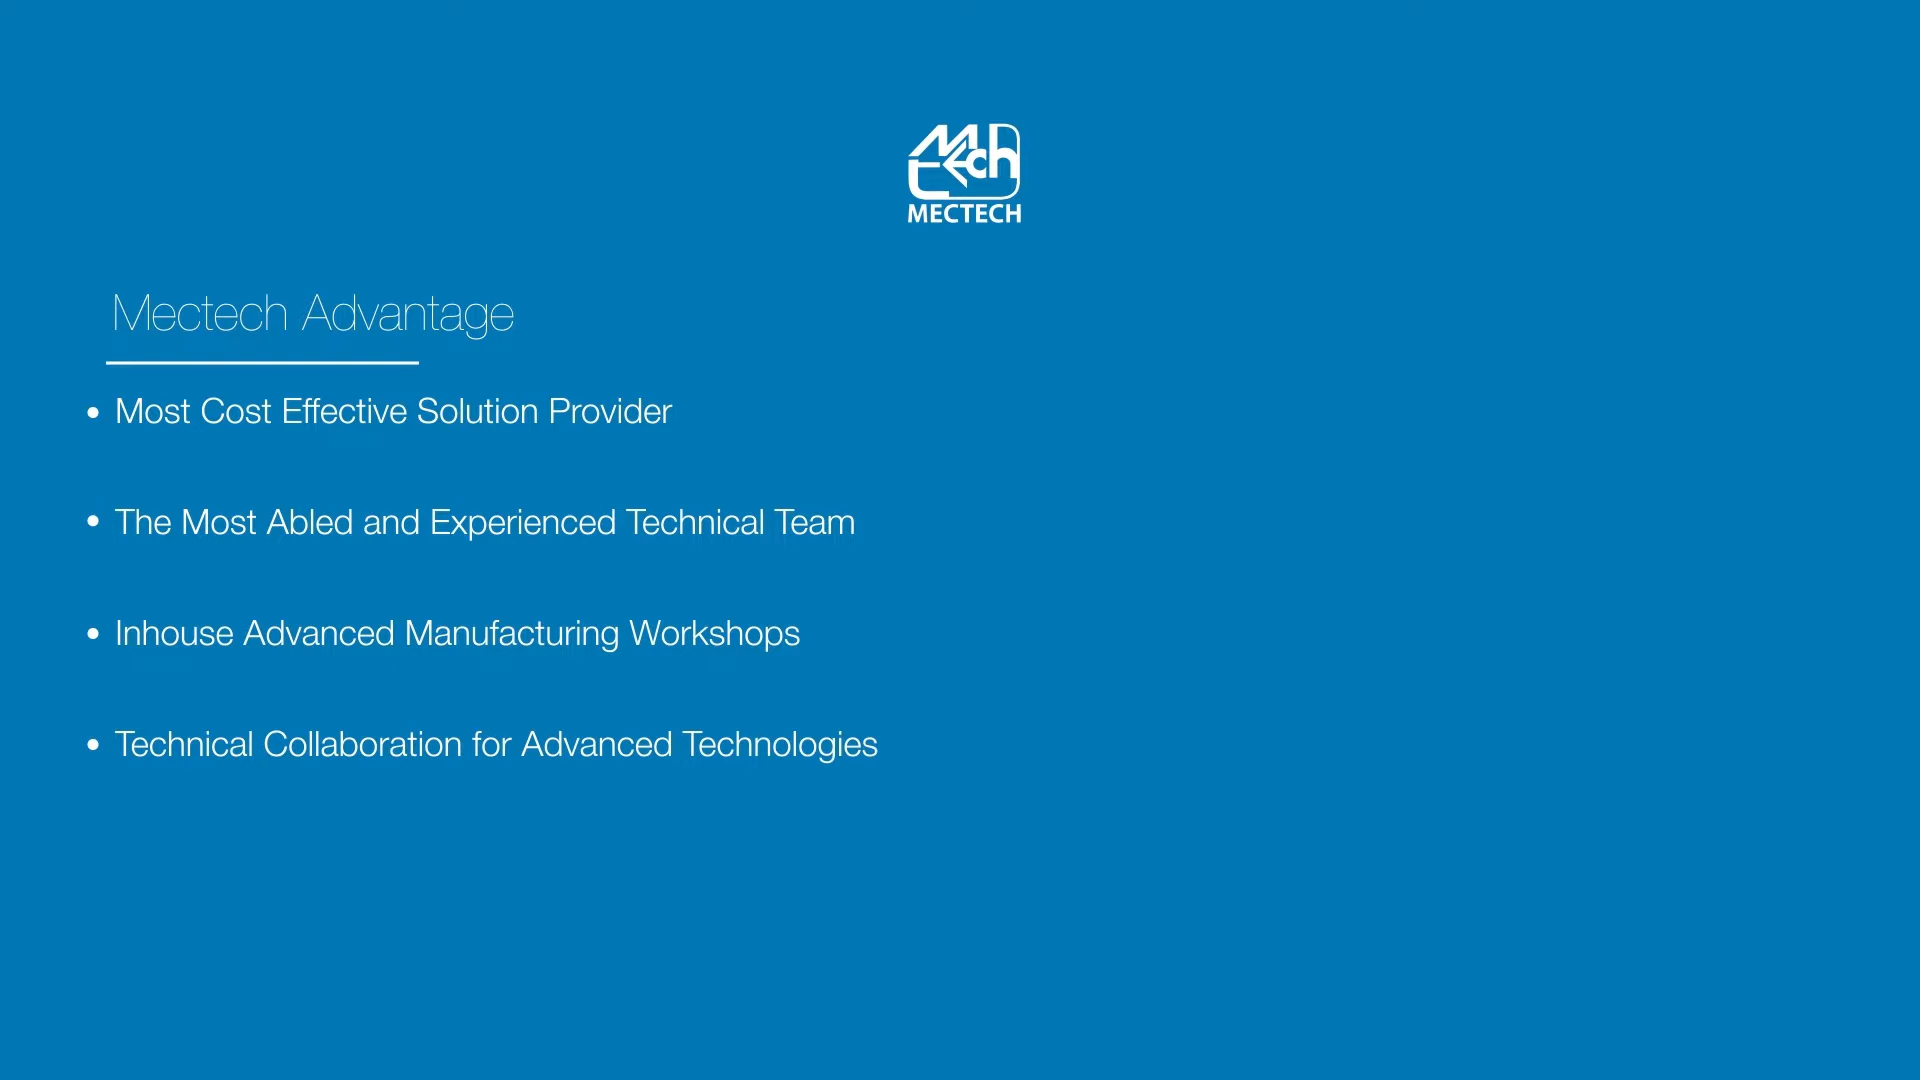 Mtech
MECTECH
Mectech Advantage
• Most Cost Effective Solution Provider
• The Most Abled and Experienced Technical Team
• Inhouse Advanced Manufacturing Workshops
• Technical Collaboration for Advanced Technologies